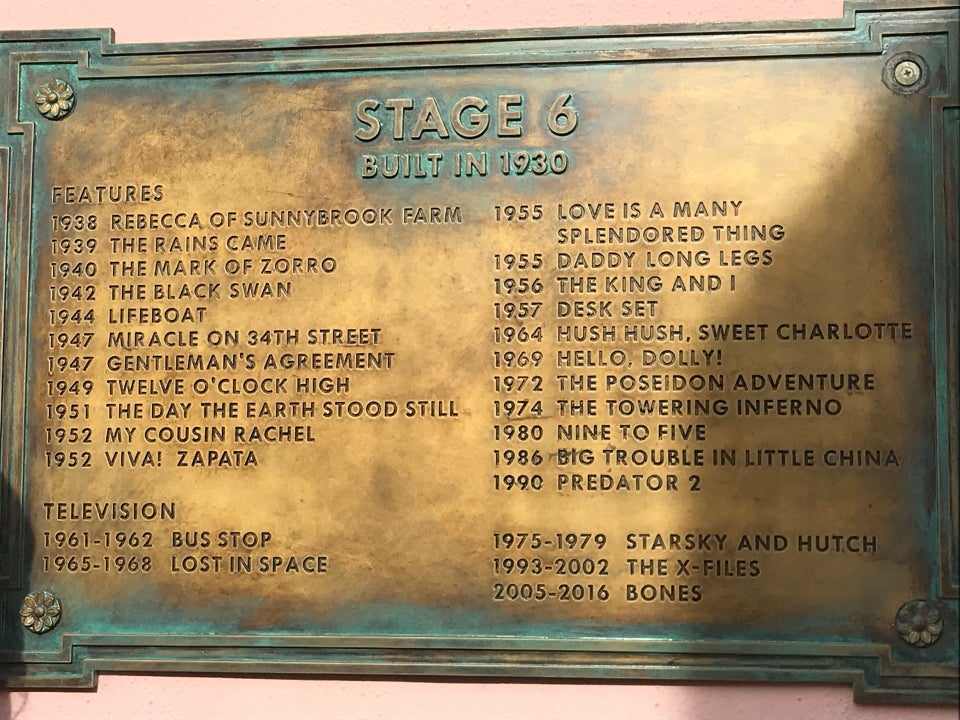 STAGE 6
BUILT IN 1930
FEATURES
1938 REBECCA OF SUNNYBROOK FARM
1939 THE RAINS CAME
1940 THE MARK OF ZORRO
1942 THE BLACK SWAN
1944 LIFEBOAT
1947 MIRACLE ON 34TH STREET
1947 GENTLEMAN'S AGREEMENT
1949 TWELVE O'CLOCK HIGH
1951 THE DAY THE EARTH STOOD STILL
1952 MY COUSIN RACHEL
1952 VIVA! ZAPATA
1955 LOVE IS A MANY
SPLENDORED THING
1955 DADDY LONG LEGS
1956 THE KING AND I
1957 DESK SET
1964 HUSH HUSH, SWEET CHARLOTTE
1969 HELLO, DOLLY!
1972 THE POSEIDON ADVENTURE
1974 THE TOWERING INFERNO
1980 NINE TO FIVE
1986 BIG TROUBLE IN LITTLE CHINA
1990 PREDATOR 2
TELEVISION
1961-1962 BUS STOP
1965-1968 LOST IN SPACE
1975-1979 STARSKY AND HUTCH
1993-2002 THE X-FILES
2005-2016 BONES